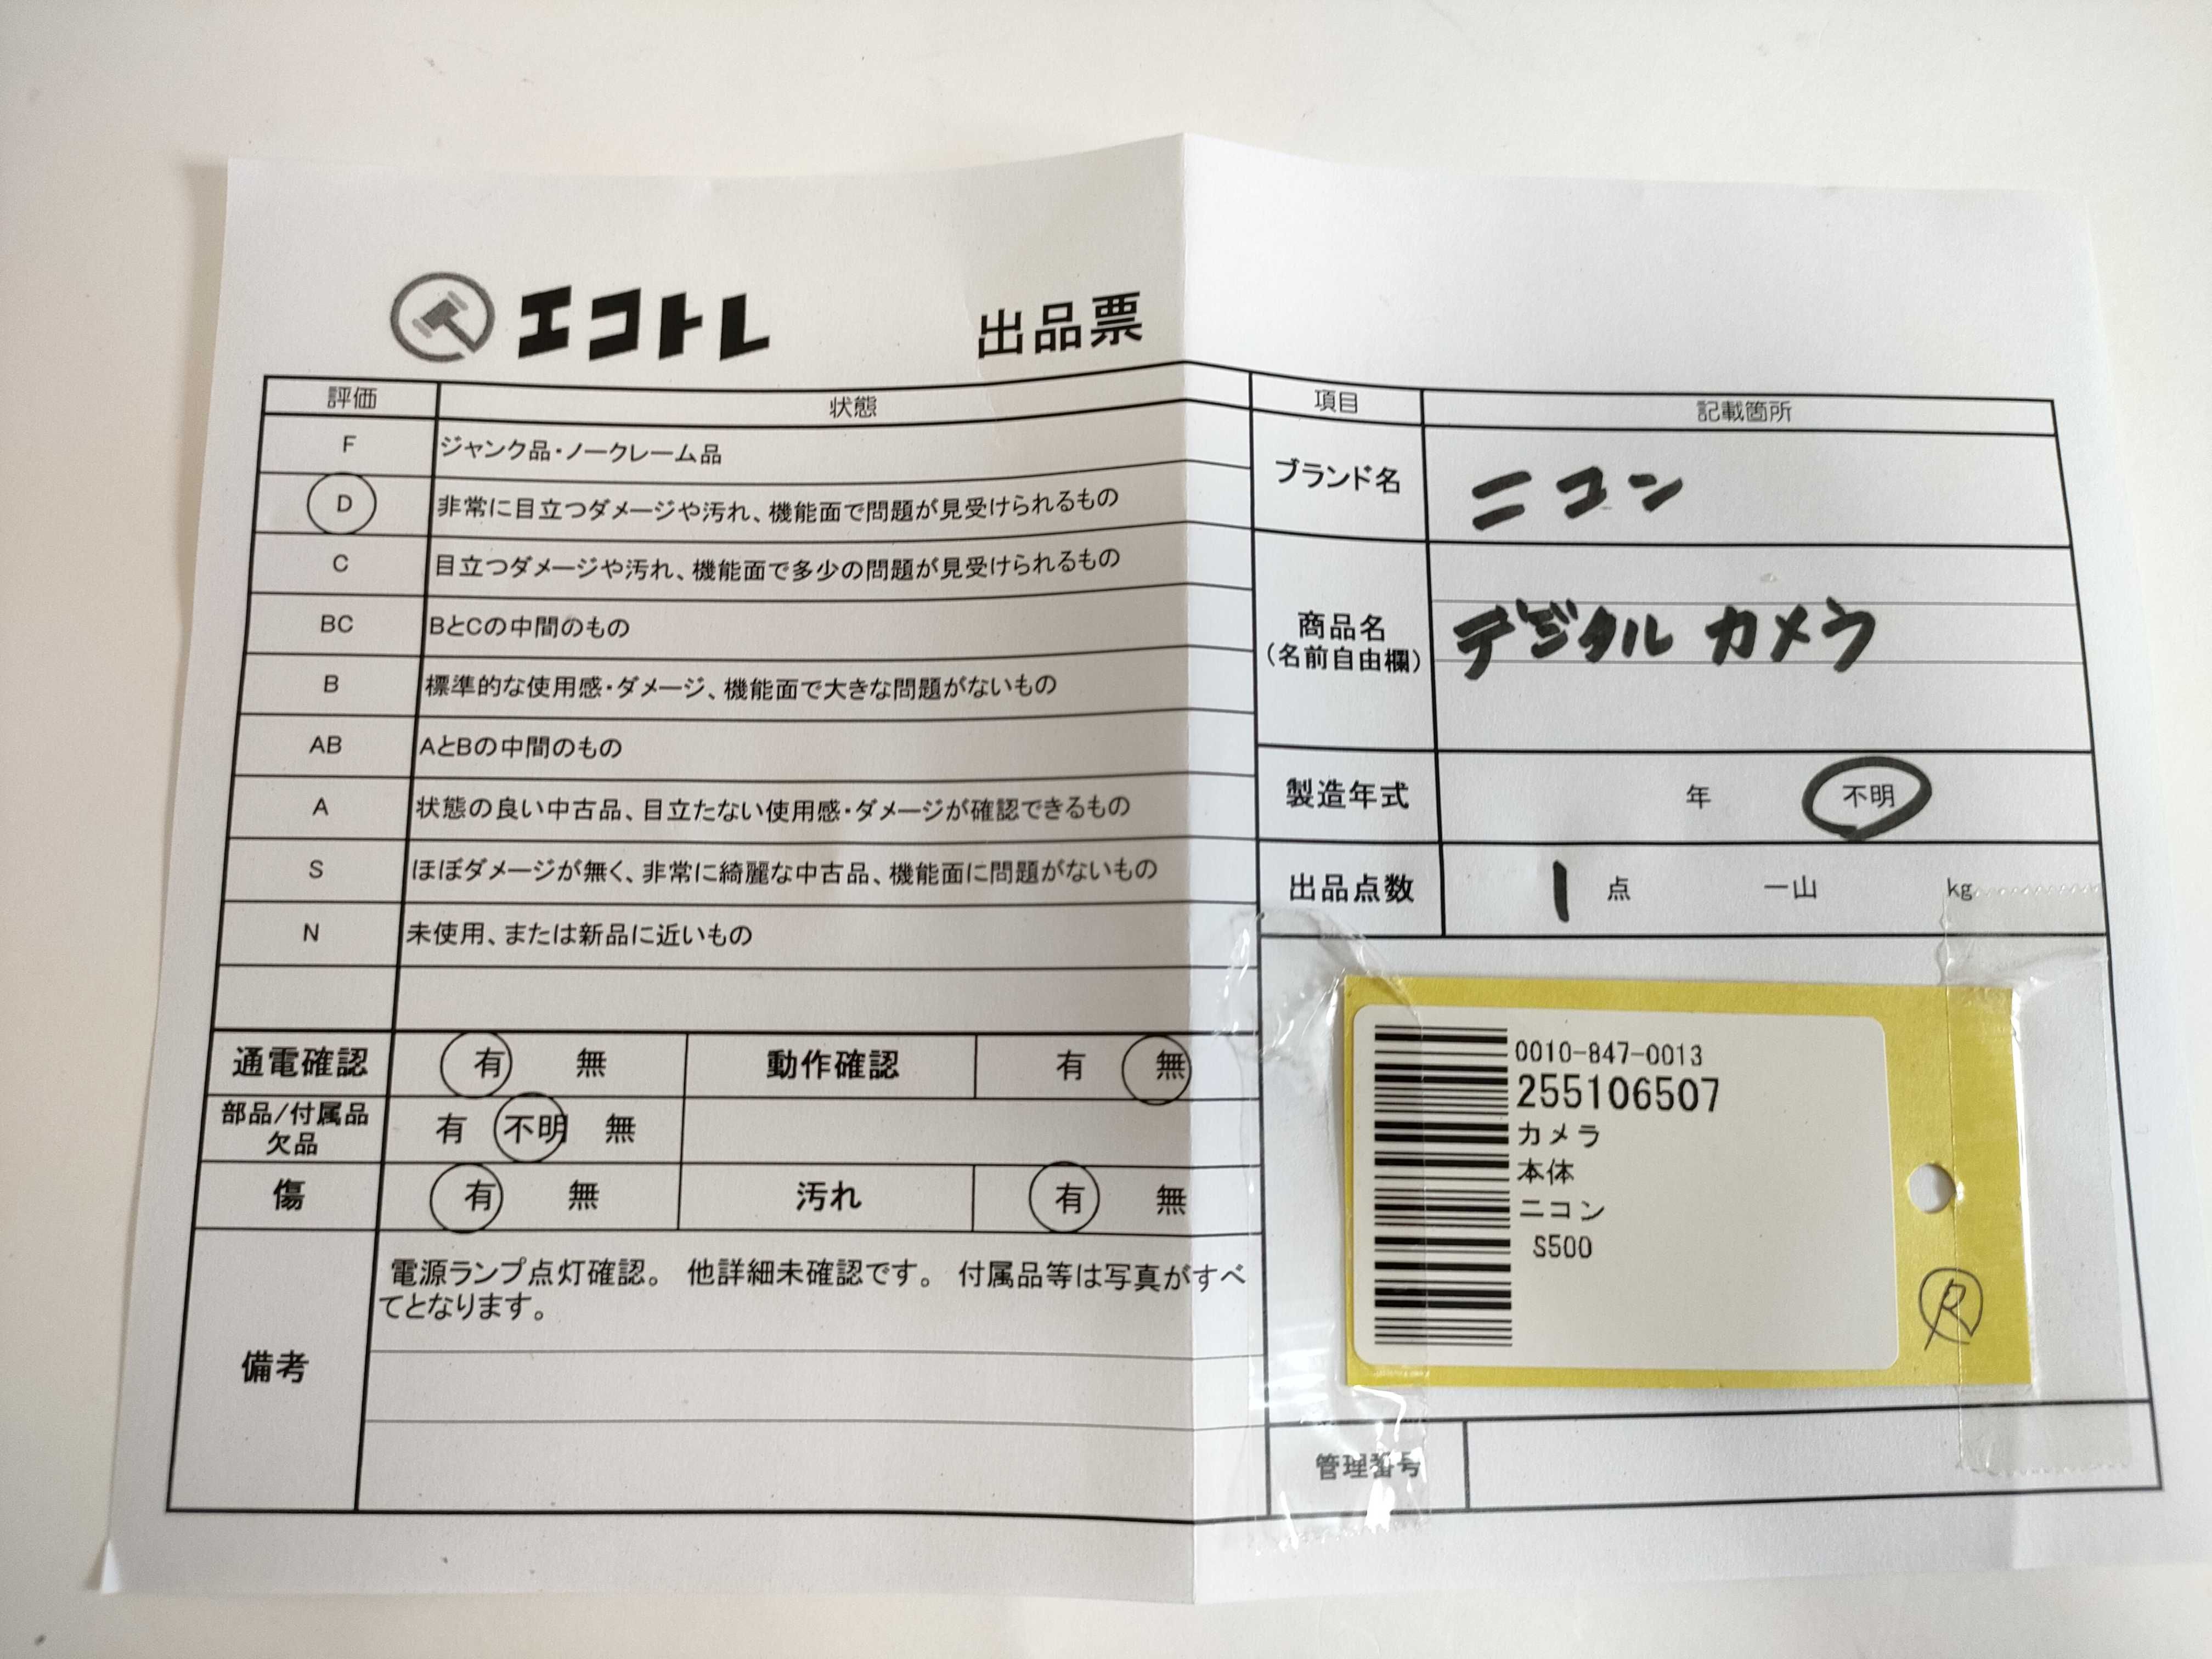 エコトレ 出品票
評価 状態
F ジャンク品・ノークレーム品
D 非常に目立つダメージや汚れ、機能面で問題が見受けられるもの
C 目立つダメージや汚れ、機能面で多少の問題が見受けられるもの
BC BとCの中間のもの
B 標準的な使用感・ダメージ、機能面で大きな問題がないもの
AB AとBの中間のもの
A 状態の良い中古品、目立たない使用感・ダメージが確認できるもの
S ほぼダメージが無く、非常に綺麗な中古品、機能面に問題がないもの
N 未使用、または新品に近いもの
通電確認 有 無 動作確認 有 無
部品/付属品
欠品 有 不明 無
傷 有 無 汚れ 有 無
備考
電源ランプ点灯確認。 他詳細未確認です。 付属品等は写真がすべ
てとなります。
項目 記載箇所
ブランド名 ニコン
商品名
(名前自由欄)
デジタル カメラ
製造年式 年 不明
出品点数 1 点 一山 kg
0010-847-0013
255106507
カメラ
本体
ニコン
S500
R
管理番号